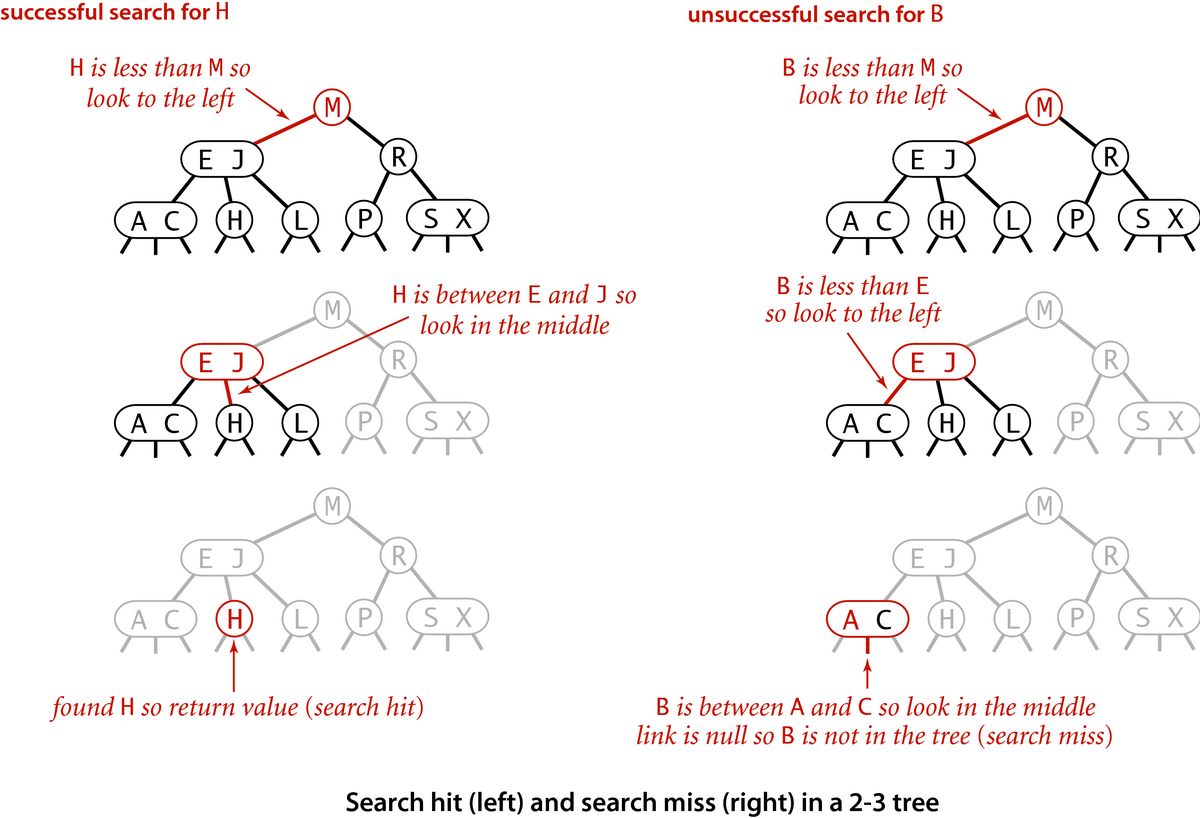 successful search for H
H is less than M so
look to the left
M
E J
R
A C
H
L
P
S X
H is between E and J so
look in the middle
M
E J
R
A C
H
L
P
S X
M
E J
R
A C
H
L
P
S X
found H so return value (search hit)
unsuccessful search for B
B is less than M so
look to the left
M
E J
R
A C
H
L
P
S X
B is less than E
so look to the left
M
E J
R
A C
H
L
P
S X
M
E J
R
A C
H
L
P
S X
B is between A and C so look in the middle
link is null so B is not in the tree (search miss)
Search hit (left) and search miss (right) in a 2-3 tree